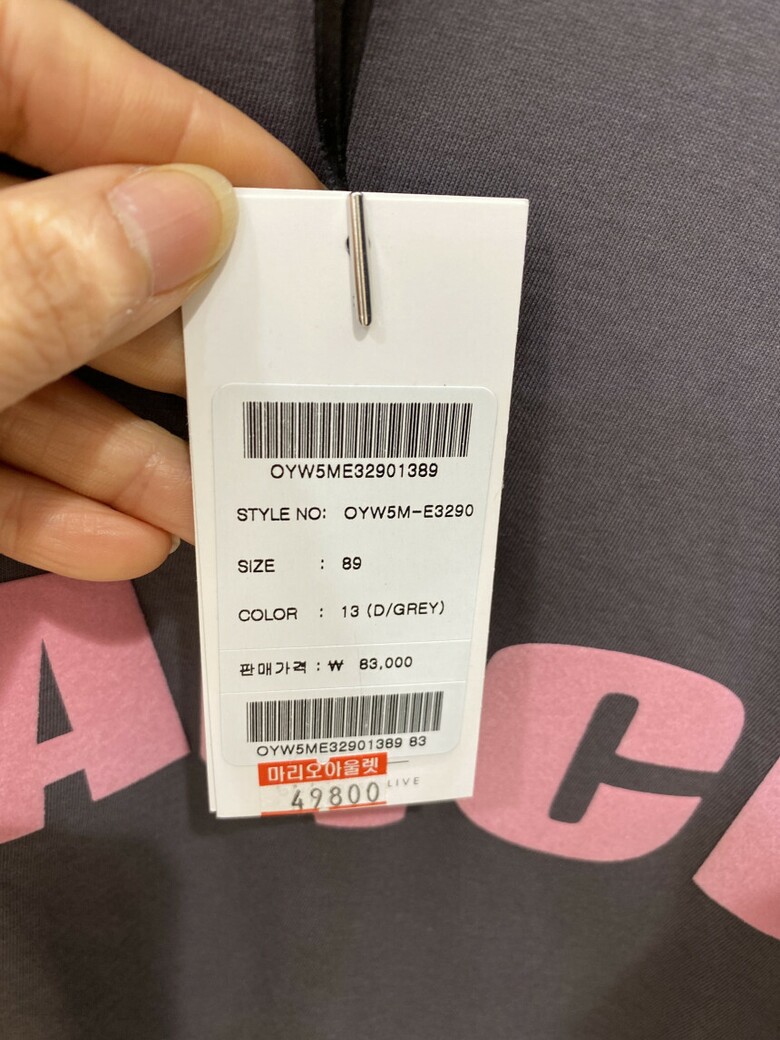 OYW5ME32901389
STYLE NO: OYW5M-E3290
SIZE : 89
COLOR : 13 (D/GREY)
판매가격 : ₩ 83,000
OYW5ME32901389 83
마리오아울렛
LIVE
49800
A
C